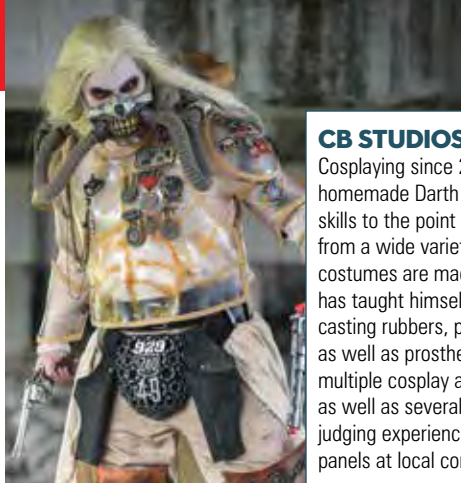 CB STUDIOS
Cosplaying since
homemade Darth
skills to the point
from a wide variet
costumes are mad
has taught himsel
casting rubbers, p
as well as prosthe
multiple cosplay a
as well as several
judging experienc
panels at local con
929
49